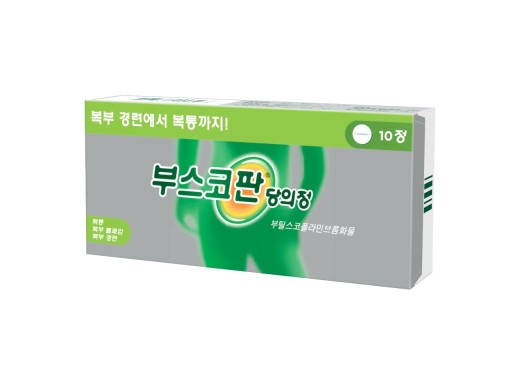 복부 경련에서 복통까지!
10정
부스코판® 당의정
부틸스코폴라민브롬화물
복통
복부 불쾌감
복부 경련